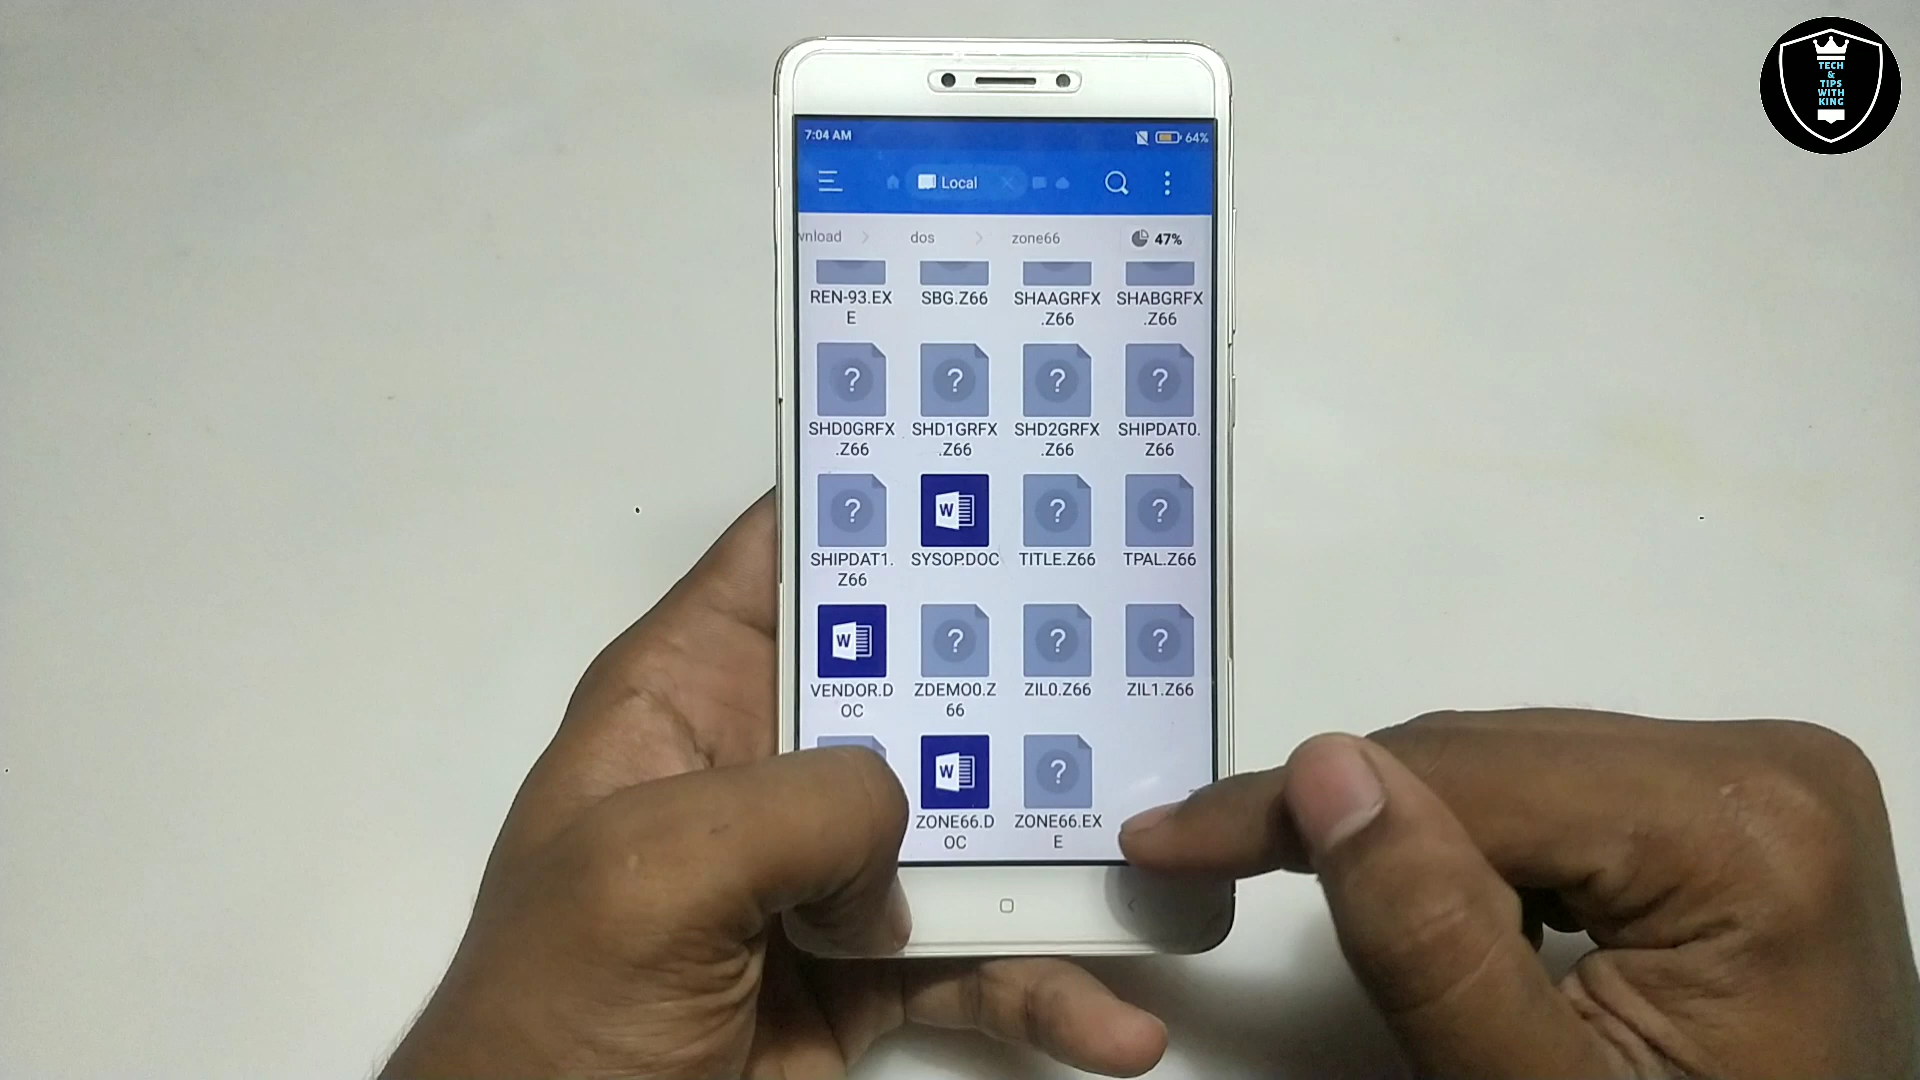 TECH
&
TIPS
WITH
KING
7:04 AM
64%
Local
wnload
dos
zone66
47%
REN-93.EX
E
SBG.Z66
SHAAGRFX
.Z66
SHABGRFX
.Z66
SHD0GRFX
.Z66
SHD1GRFX
.Z66
SHD2GRFX
.Z66
SHIPDAT0.
Z66
SHIPDAT1.
Z66
W
SYSOP.DOC
TITLE.Z66
TPAL.Z66
W
VENDOR.D
OC
ZDEMO0.Z
66
ZIL0.Z66
ZIL1.Z66
W
ZONE66.D
OC
ZONE66.EX
E